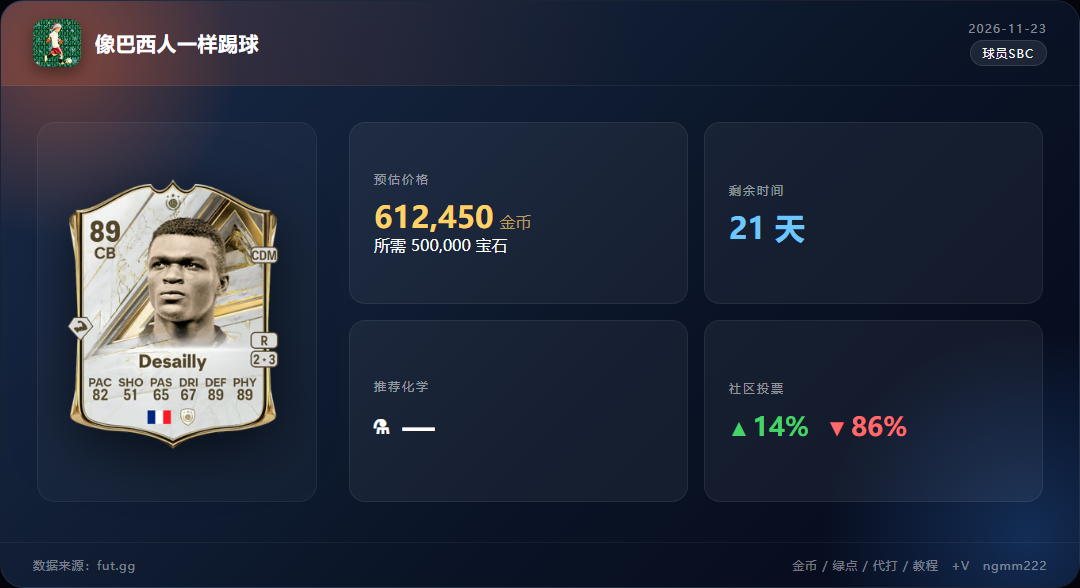 像巴西人一样踢球
2026-11-23
球员SBC
89
CB
CDM
R
2•3
Desailly
PAC SHO PAS DRI DEF PHY
82 51 65 67 89 89
预估价格
612,450 金币
所需 500,000 宝石
剩余时间
21 天
推荐化学
—
社区投票
▲14% ▼86%
数据来源：fut.gg
金币 / 绿点 / 代打 / 教程 +V ngmm222